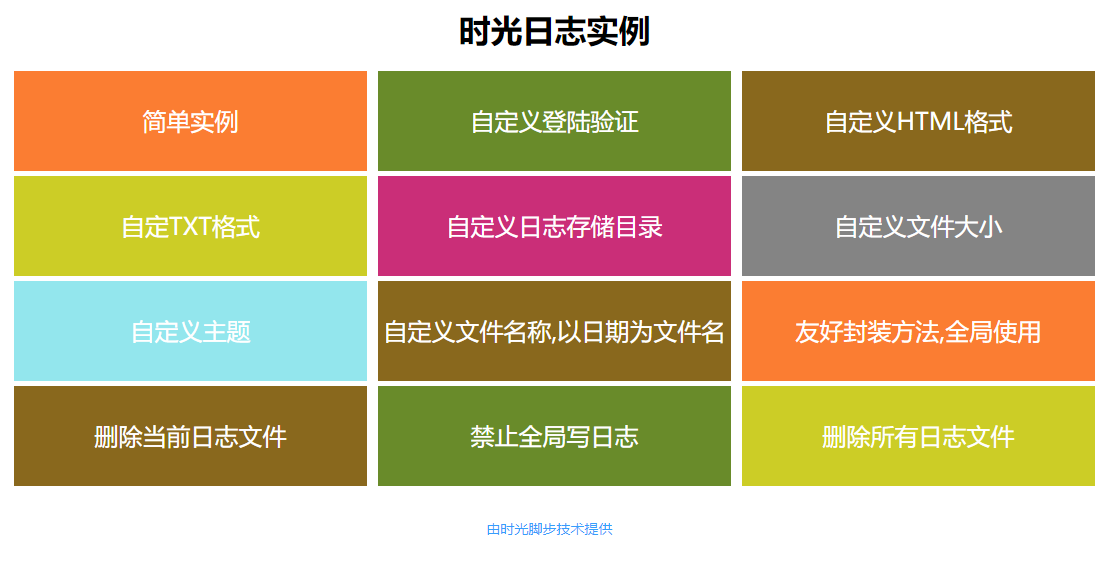 时光日志实例
简单实例
自定义登陆验证
自定义HTML格式
自定TXT格式
自定义日志存储目录
自定义文件大小
自定义主题
自定义文件名称,以日期为文件名
友好封装方法,全局使用
删除当前日志文件
禁止全局写日志
删除所有日志文件
由时光脚步技术提供